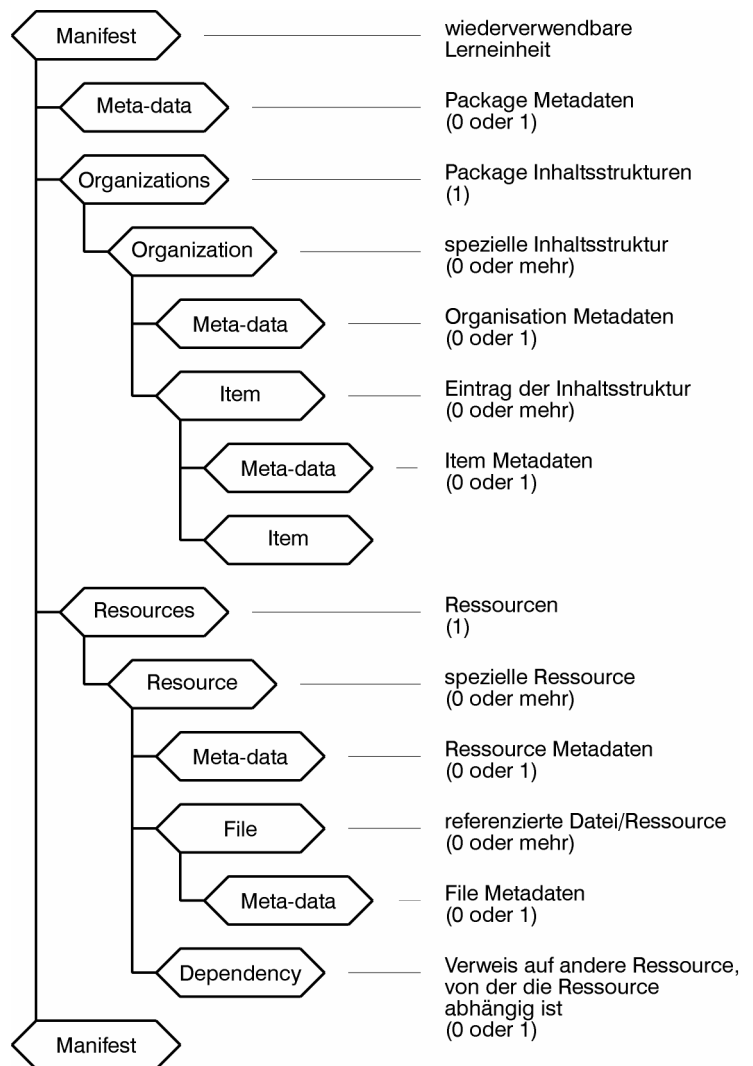 Manifest
wiederverwendbare
Lerneinheit
Meta-data
Package Metadaten
(0 oder 1)
Organizations
Package Inhaltsstrukturen
(1)
Organization
spezielle Inhaltsstruktur
(0 oder mehr)
Meta-data
Organisation Metadaten
(0 oder 1)
Item
Eintrag der Inhaltsstruktur
(0 oder mehr)
Meta-data
Item Metadaten
(0 oder 1)
Item
Resources
Ressourcen
(1)
Resource
spezielle Ressource
(0 oder mehr)
Meta-data
Ressource Metadaten
(0 oder 1)
File
referenzierte Datei/Ressource
(0 oder mehr)
Meta-data
File Metadaten
(0 oder 1)
Dependency
Verweis auf andere Ressource,
von der die Ressource
abhängig ist
(0 oder 1)
Manifest